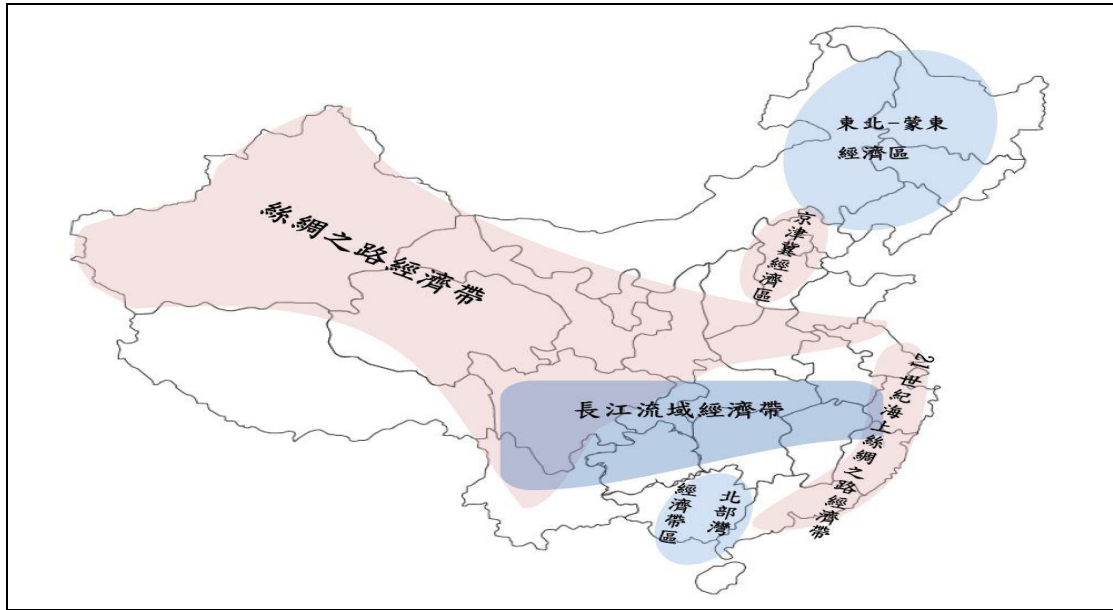 東北-蒙東
經濟區
京津冀經濟區
絲綢之路經濟帶
21世紀海上絲綢之路經濟帶
長江流域經濟帶
北部灣
經濟帶區